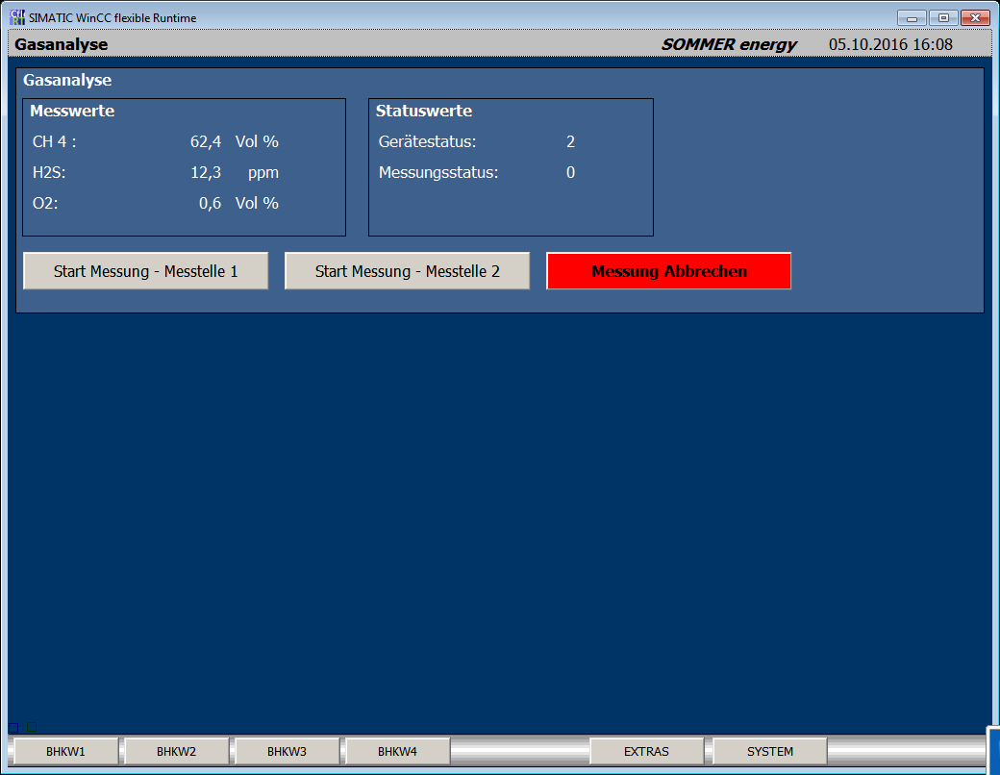 SIMATIC WinCC flexible Runtime
Gasanalyse SOMMER energy 05.10.2016 16:08
Gasanalyse
Messwerte
CH 4 : 62,4 Vol %
H2S: 12,3 ppm
O2: 0,6 Vol %
Statuswerte
Gerätestatus: 2
Messungsstatus: 0
Start Messung - Messtelle 1 Start Messung - Messtelle 2 Messung Abbrechen
BHKW1 BHKW2 BHKW3 BHKW4 EXTRAS SYSTEM